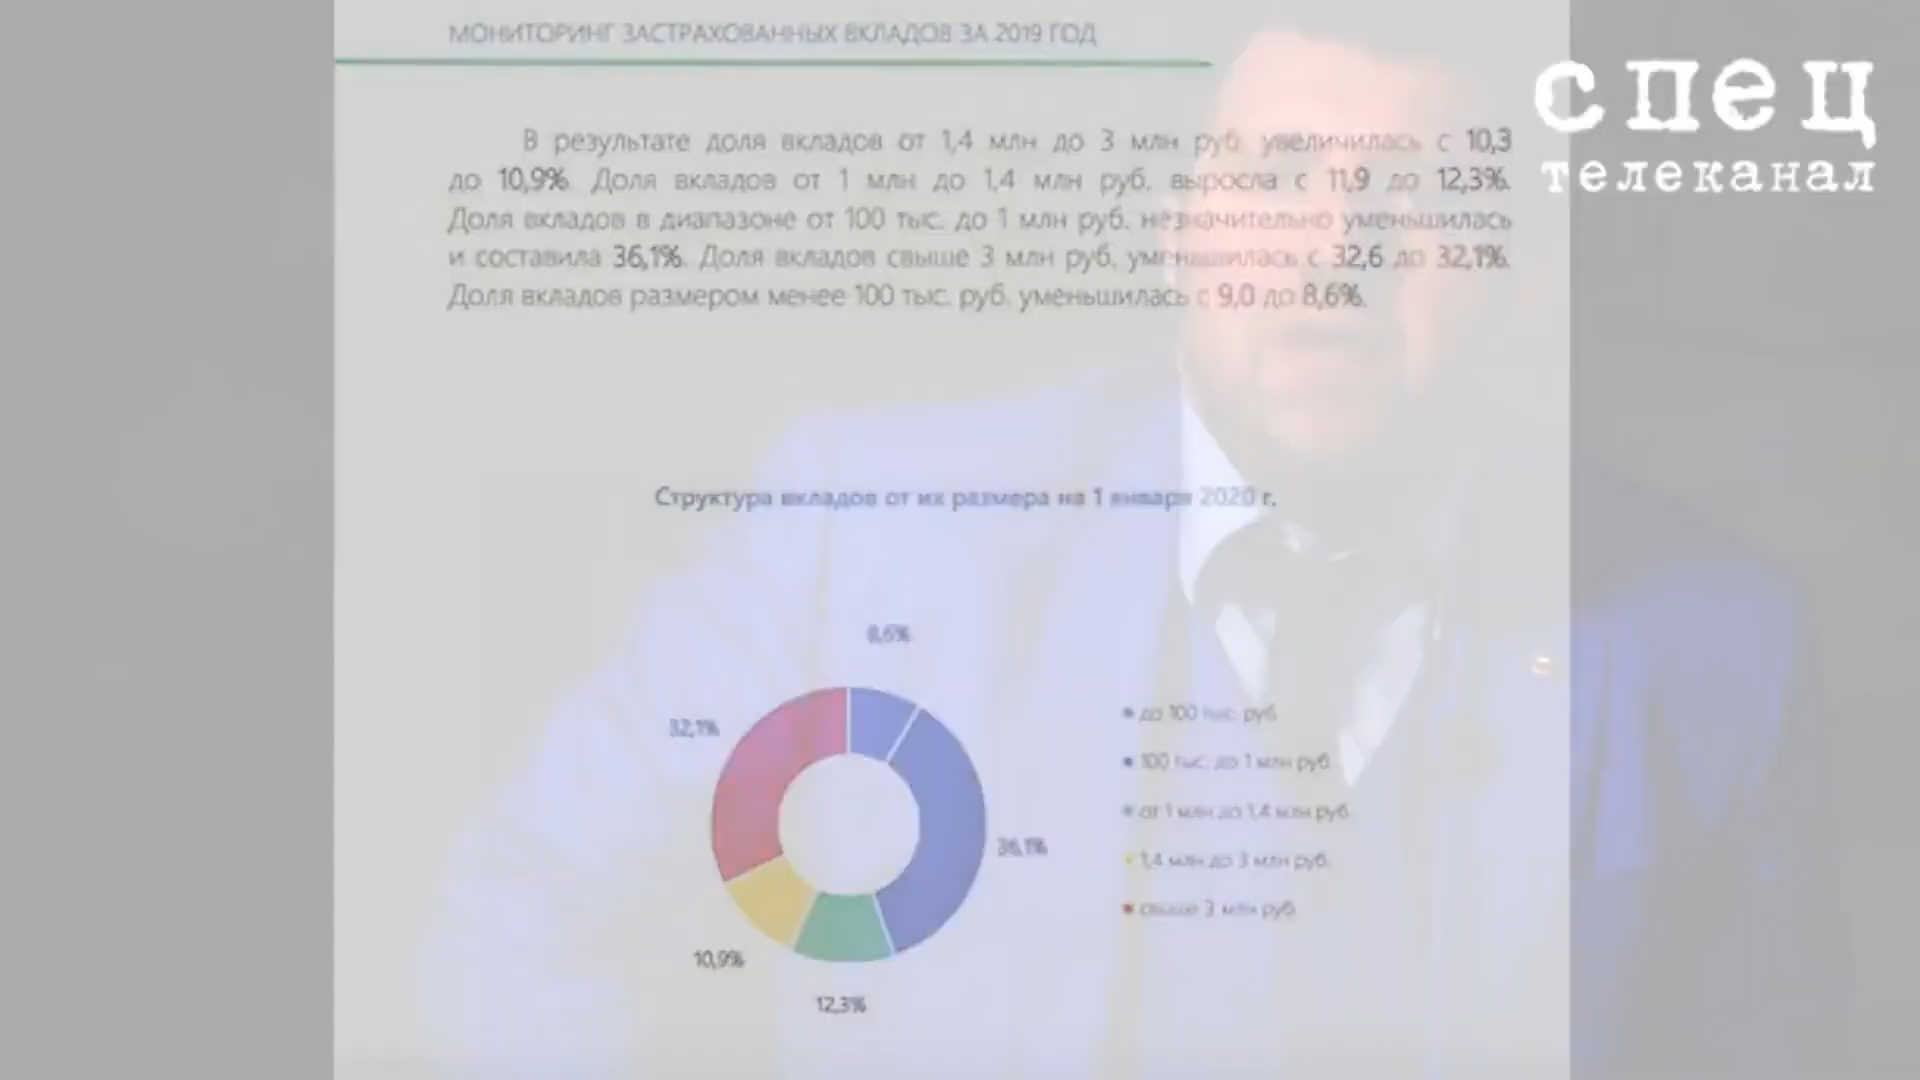 МОНИТОРИНГ ЗАСТРАХОВАННЫХ ВКЛАДОВ ЗА 2019 ГОД
спец
телеканал
В результате доля вкладов от 1,4 млн до 3 млн руб. увеличилась с 10,3
до 10,9%. Доля вкладов от 1 млн до 1,4 млн руб. выросла с 11,9 до 12,3%.
Доля вкладов в диапазоне от 100 тыс. до 1 млн руб. незначительно уменьшилась
и составила 36,1%. Доля вкладов свыше 3 млн руб. уменьшилась с 32,6 до 32,1%.
Доля вкладов размером менее 100 тыс. руб. уменьшилась с 9,0 до 8,6%.
Структура вкладов от их размера на 1 января 2020 г.
8,6%
32,1%
36,1%
10,9%
12,3%
до 100 тыс. руб.
100 тыс. до 1 млн руб.
от 1 млн до 1,4 млн руб.
1,4 млн до 3 млн руб.
свыше 3 млн руб.